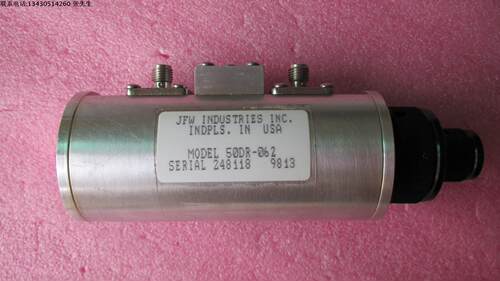 联系电话:13430514260 张先生
JFW INDUSTRIES INC.
INDPLS. IN USA
MODEL 50DR-062
SERIAL 248118 9813